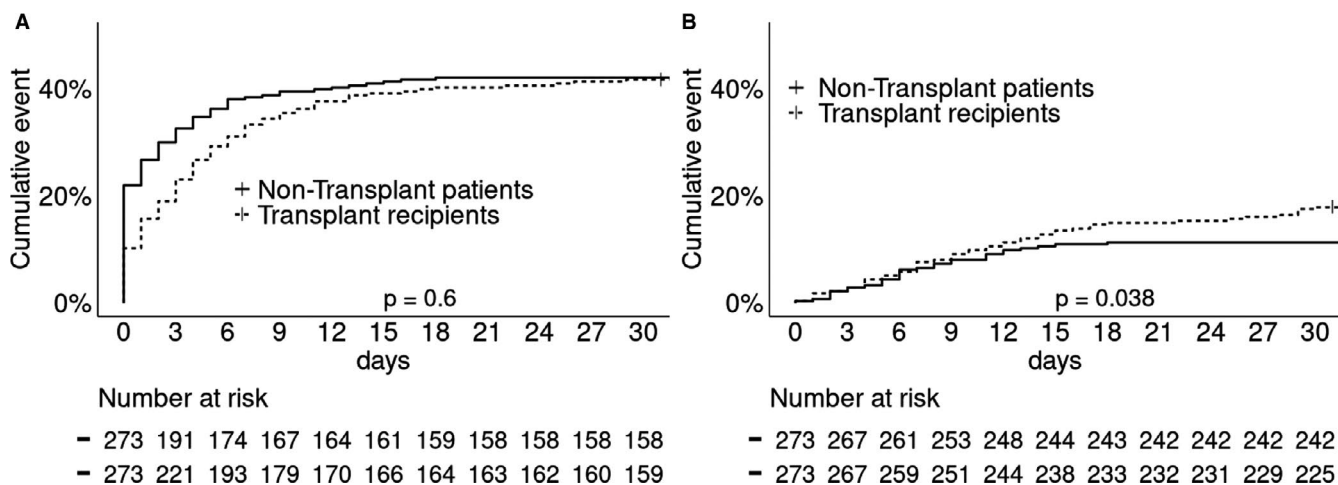 A
Cumulative event
40%
20%
0%
Non-Transplant patients
Transplant recipients
p = 0.6
0 3 6 9 12 15 18 21 24 27 30
days
Number at risk
273 191 174 167 164 161 159 158 158 158 158
273 221 193 179 170 166 164 163 162 160 159
B
Cumulative event
40%
20%
0%
Non-Transplant patients
Transplant recipients
p = 0.038
0 3 6 9 12 15 18 21 24 27 30
days
Number at risk
273 267 261 253 248 244 243 242 242 242 242
273 267 259 251 244 238 233 232 231 229 225